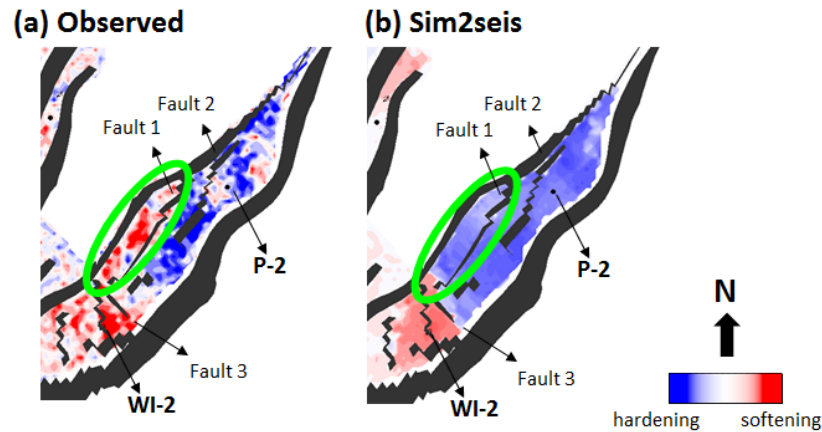 (a) Observed
(b) Sim2seis
Fault 2
Fault 1
P-2
Fault 3
WI-2
Fault 2
Fault 1
P-2
Fault 3
WI-2
N
hardening
softening